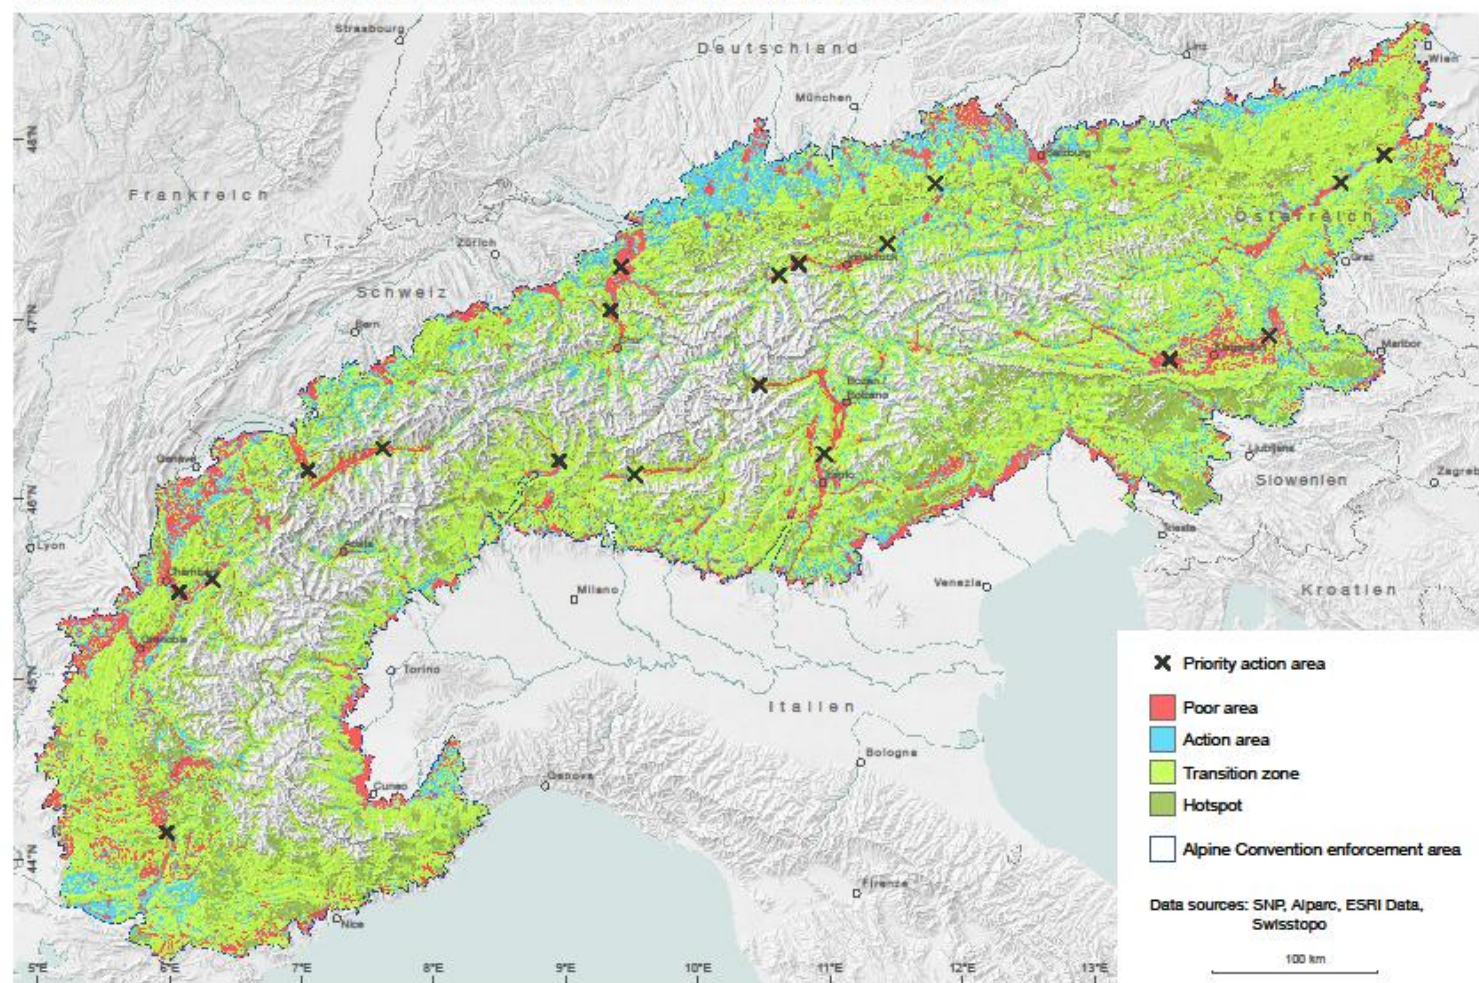 Strasbourg
Deutschland
Linz
Wien
München
48°N
Salzburg
Frankreich
Österreich
Zürich
Innsbruck
Graz
Schweiz
47°N
Bern
Maribor
Bozen /
Bolzano
Genève
Ljubljana
Zagreb
Slowenien
46°N
Trento
Trieste
Lyon
Aosta
Chambéry
Milano
Venezia
Kroatien
Grenoble
Torino
45°N
Italien
Bologna
Genova
Cuneo
44°N
Firenze
Nice
5°E
6°E
7°E
8°E
9°E
10°E
11°E
12°E
13°E
Priority action area
Poor area
Action area
Transition zone
Hotspot
Alpine Convention enforcement area
Data sources: SNP, Alparc, ESRI Data,
Swisstopo
100 km